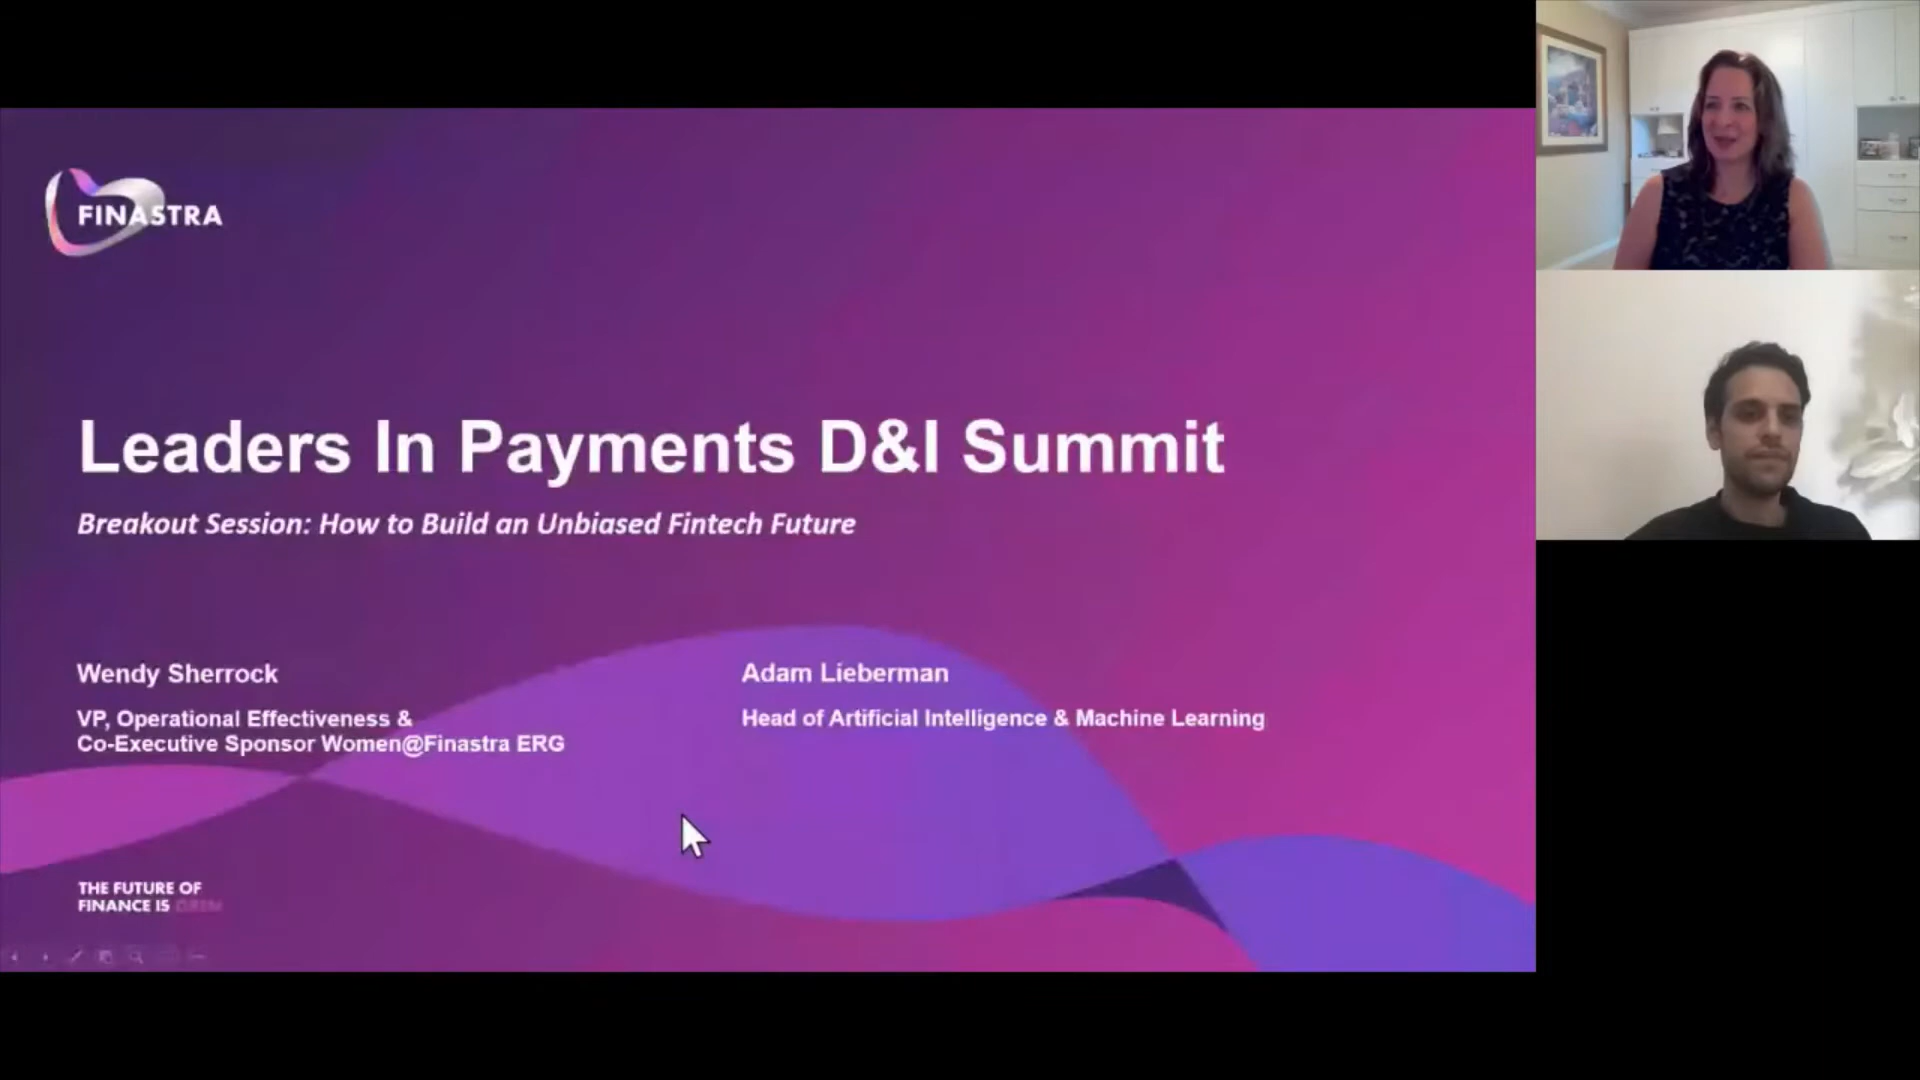 FINASTRA
Leaders In Payments D&I Summit
Breakout Session: How to Build an Unbiased Fintech Future
Wendy Sherrock
VP, Operational Effectiveness &
Co-Executive Sponsor Women@Finastra ERG
Adam Lieberman
Head of Artificial Intelligence & Machine Learning
THE FUTURE OF
FINANCE IS OPEN